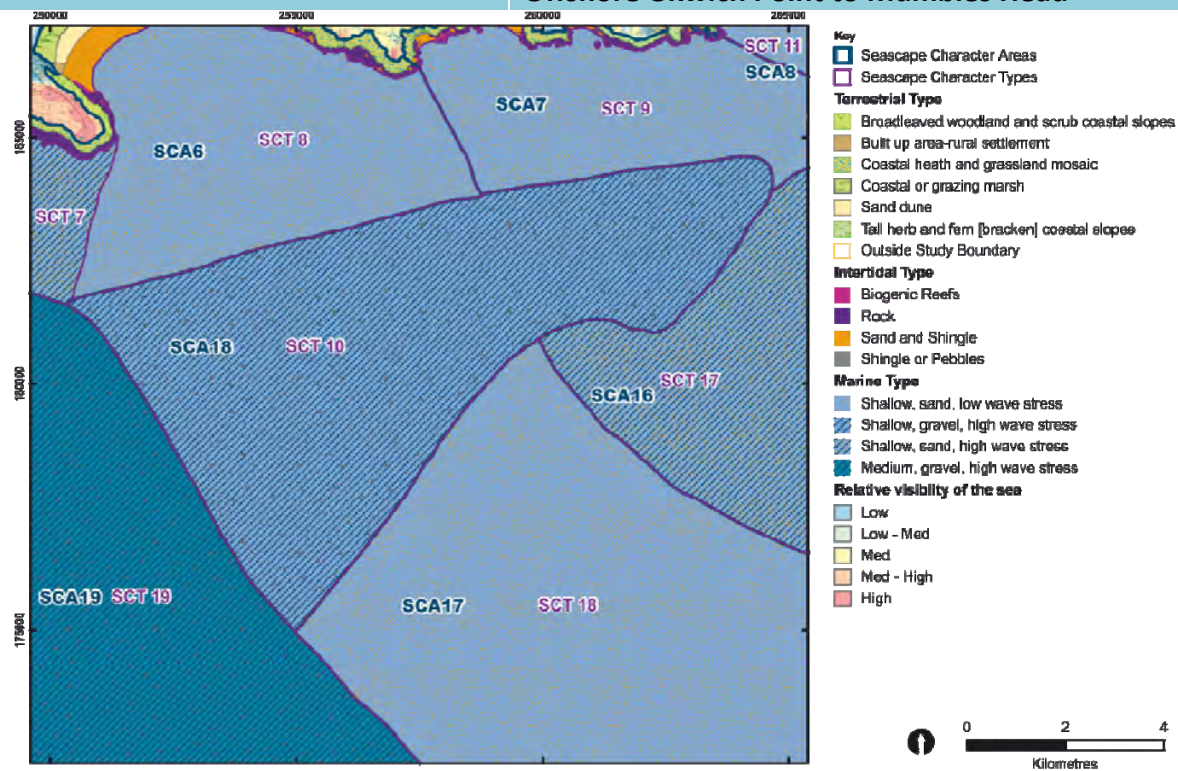 250000
255000
260000
265000
185000
180000
175000
SCT 11
SCA8
SCA7
SCT 9
SCT 8
SCA6
SCT 7
SCA18
SCT 10
SCT 17
SCA16
SCA19
SCT 19
SCA17
SCT 18
Key
Seascape Character Areas
Seascape Character Types
Terrestrial Type
Broadleaved woodland and scrub coastal slopes
Built up area-rural settlement
Coastal heath and grassland mosaic
Coastal or grazing marsh
Sand dune
Tall herb and fern [bracken] coastal slopes
Outside Study Boundary
Intertidal Type
Biogenic Reefs
Rock
Sand and Shingle
Shingle or Pebbles
Marine Type
Shallow, sand, low wave stress
Shallow, gravel, high wave stress
Shallow, sand, high wave stress
Medium, gravel, high wave stress
Relative visiblity of the sea
Low
Low - Med
Med
Med - High
High
0
2
4
Kilometres